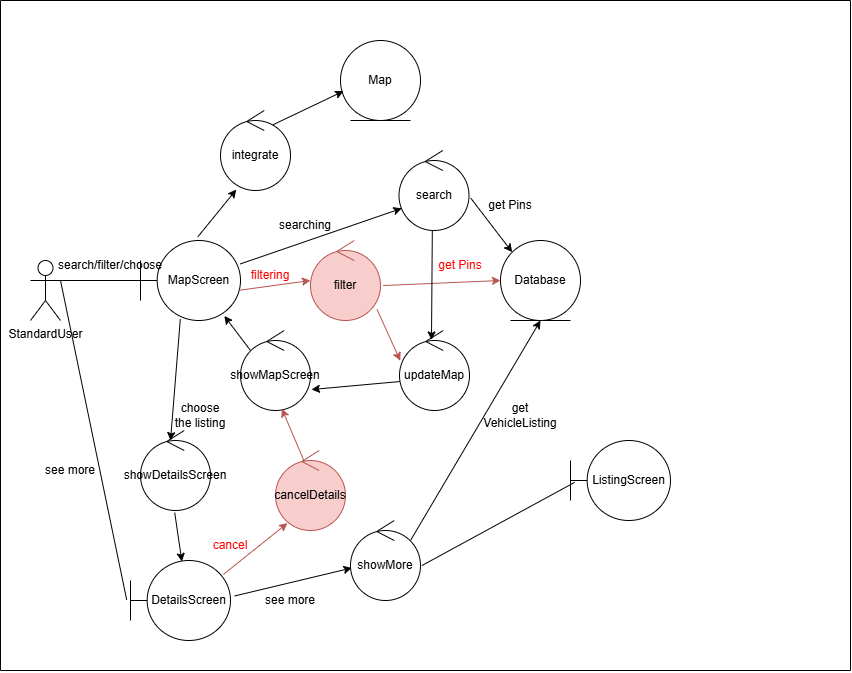 Map
integrate
search
get Pins
searching
search/filter/choose
MapScreen
filtering
filter
get Pins
Database
StandardUser
showMapScreen
updateMap
choose
the listing
get
VehicleListing
see more
showDetailsScreen
cancelDetails
ListingScreen
cancel
showMore
DetailsScreen
see more